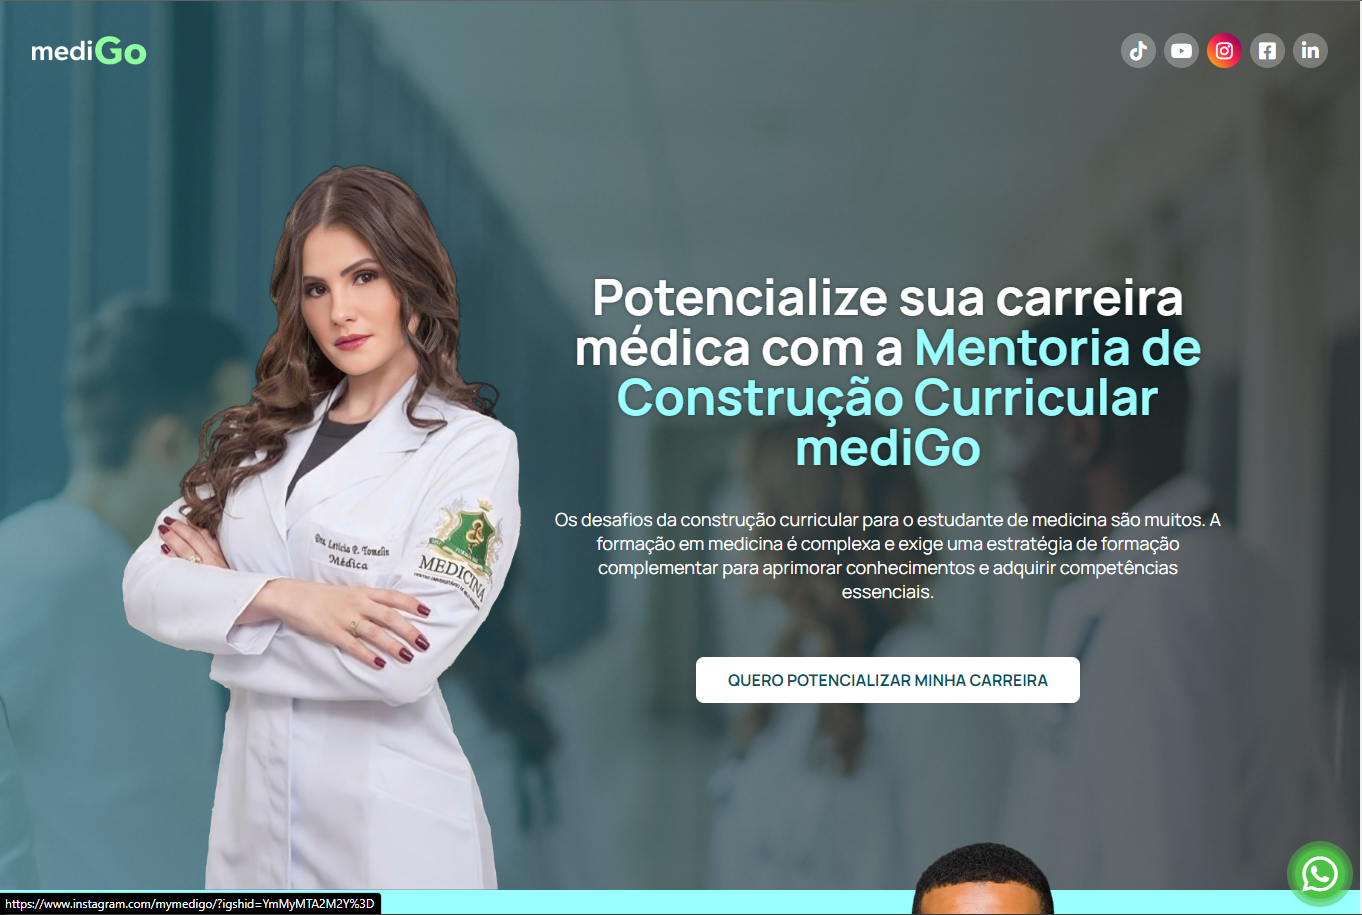 mediGo
Potencialize sua carreira
médica com a Mentoria de
Construção Curricular
mediGo
Os desafios da construção curricular para o estudante de medicina são muitos. A
formação em medicina é complexa e exige uma estratégia de formação
complementar para aprimorar conhecimentos e adquirir competências
essenciais.
QUERO POTENCIALIZAR MINHA CARREIRA
Dra. Letícia P. Tomelin
Médica
MEDICINA
https://www.instagram.com/mymedigo/?igshid=YmMyMTA2M2Y%3D